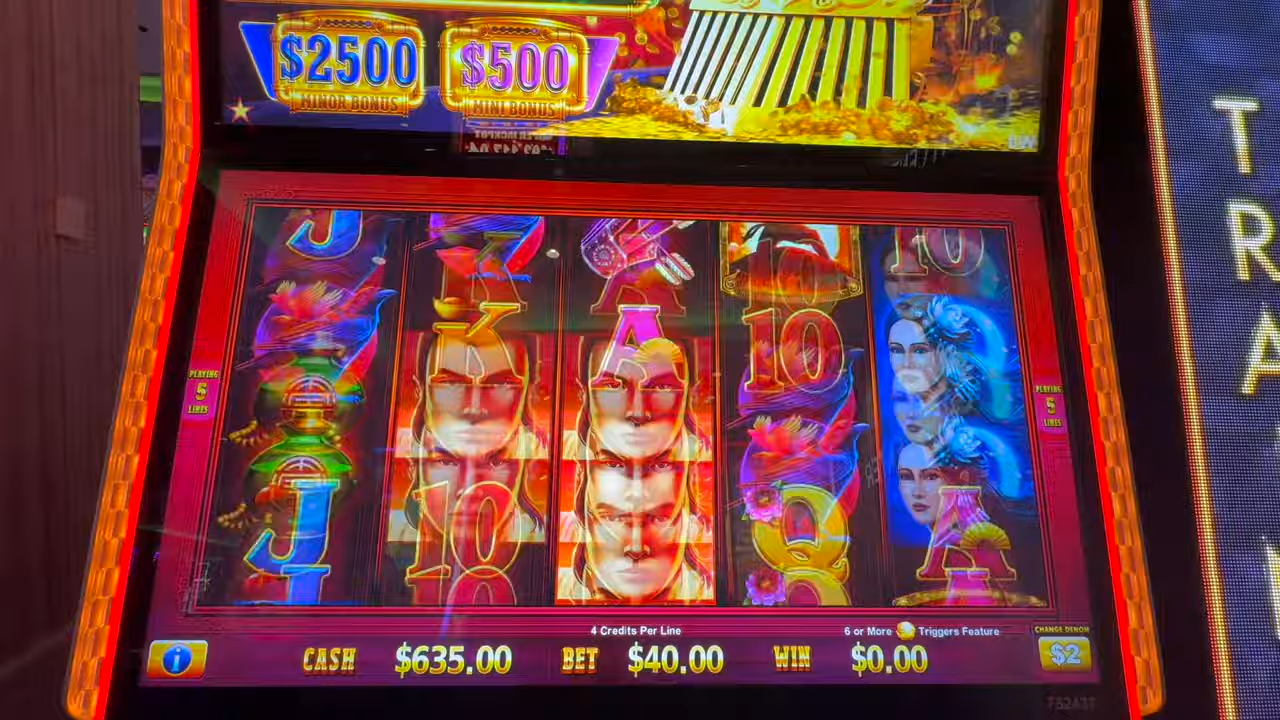 $2500
MINOR BONUS
$500
MINI BONUS
J
K
A
10
10
10
PLAYING
5
LINES
PLAYING
5
LINES
J
10
Q
A
4 Credits Per Line
6 or More Triggers Feature
CHANGE DENOM
$2
CASH $635.00 BET $40.00 WIN $0.00
T
R
A